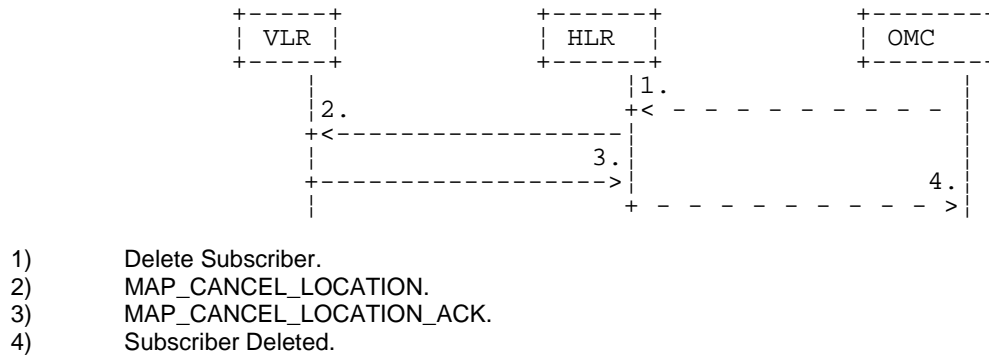 VLR HLR OMC
1.
2.
3.
4.
1) Delete Subscriber.
2) MAP_CANCEL_LOCATION.
3) MAP_CANCEL_LOCATION_ACK.
4) Subscriber Deleted.